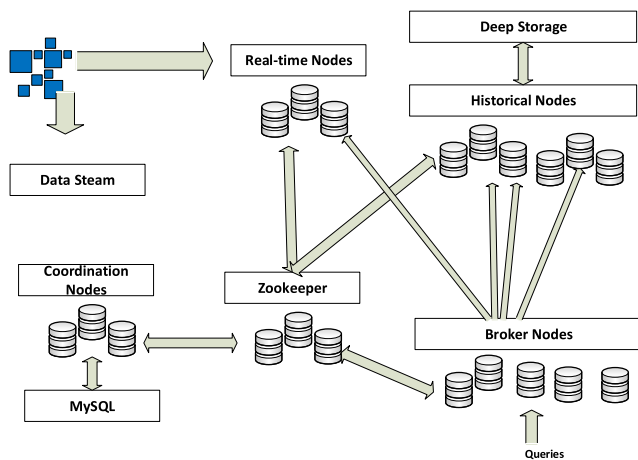 Deep Storage
Real-time Nodes
Historical Nodes
Data Steam
Coordination
Nodes
Zookeeper
Broker Nodes
MySQL
Queries